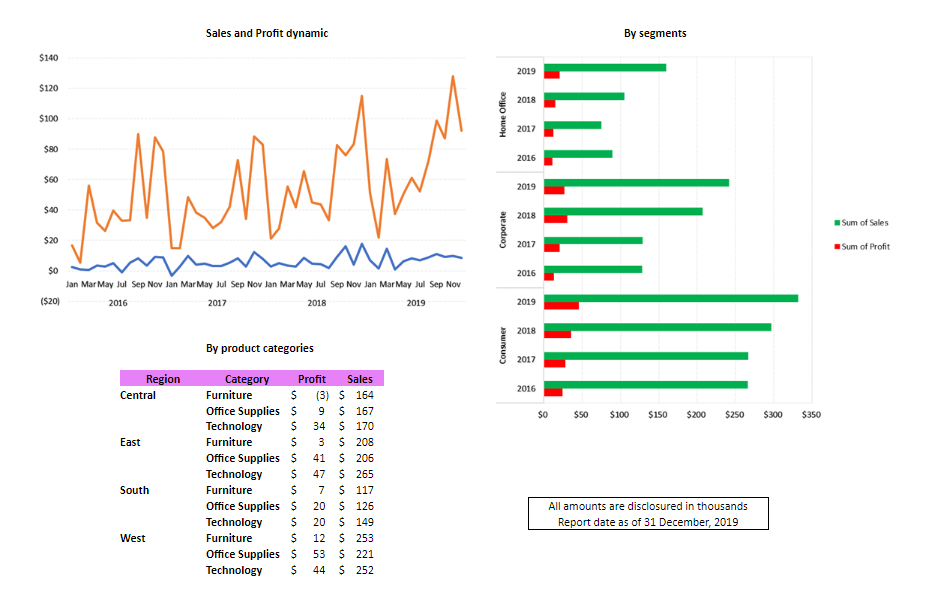 Sales and Profit dynamic
$140
$120
$100
$80
$60
$40
$20
$0
($20)
Jan Mar May Jul Sep Nov Jan Mar May Jul Sep Nov Jan Mar May Jul Sep Nov Jan Mar May Jul Sep Nov
2016 2017 2018 2019
By segments
Home Office
2019
2018
2017
2016
Corporate
2019
2018
2017
2016
Consumer
2019
2018
2017
2016
$0 $50 $100 $150 $200 $250 $300 $350
Sum of Sales
Sum of Profit
By product categories
Region Category Profit Sales
Central Furniture $ (3) $ 164
Office Supplies $ 9 $ 167
Technology $ 34 $ 170
East Furniture $ 3 $ 208
Office Supplies $ 41 $ 206
Technology $ 47 $ 265
South Furniture $ 7 $ 117
Office Supplies $ 20 $ 126
Technology $ 20 $ 149
West Furniture $ 12 $ 253
Office Supplies $ 53 $ 221
Technology $ 44 $ 252
All amounts are disclosed in thousands
Report date as of 31 December, 2019